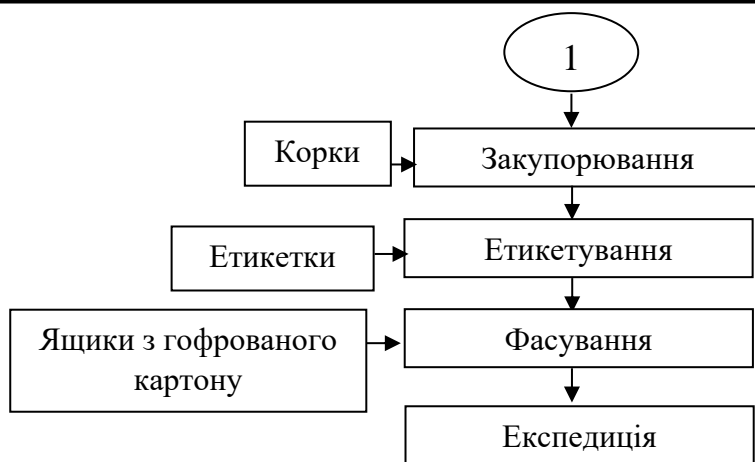 1
Корки
Закупорювання
Етикетки
Етикетування
Ящики з гофрованого
картону
Фасування
Експедиція